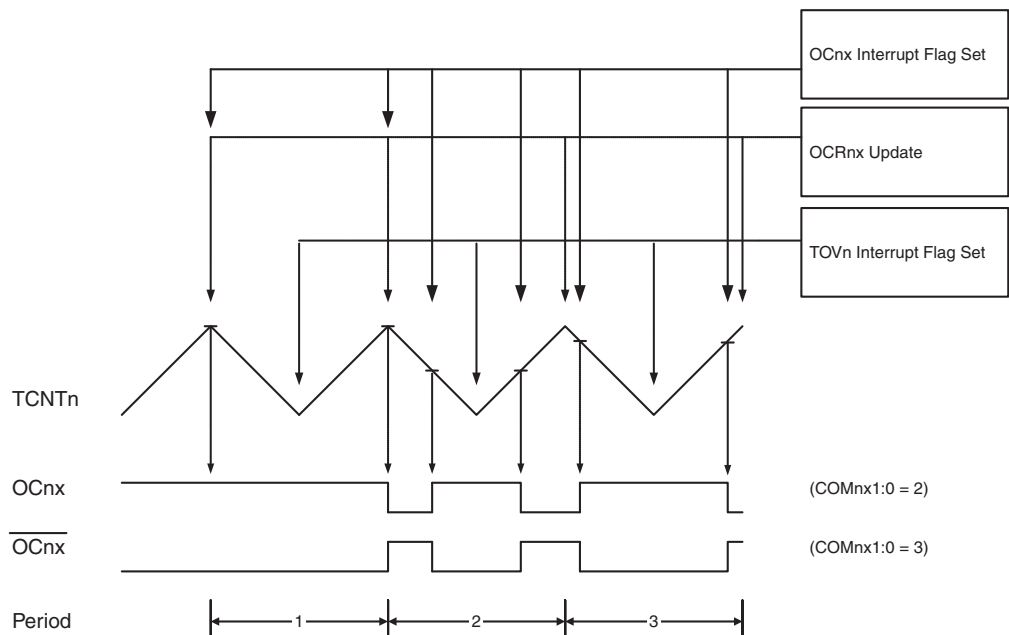 OCnx Interrupt Flag Set
OCRnx Update
TOVn Interrupt Flag Set
TCNTn
OCnx
(COMnx1:0 = 2)
OCnx
(COMnx1:0 = 3)
Period
1
2
3